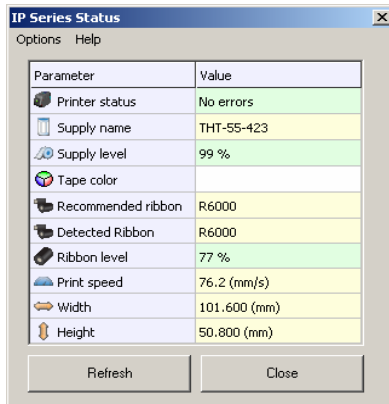 IP Series Status
Options Help
Parameter Value
Printer status No errors
Supply name THT-55-423
Supply level 99 %
Tape color
Recommended ribbon R6000
Detected Ribbon R6000
Ribbon level 77 %
Print speed 76.2 (mm/s)
Width 101.600 (mm)
Height 50.800 (mm)
Refresh Close